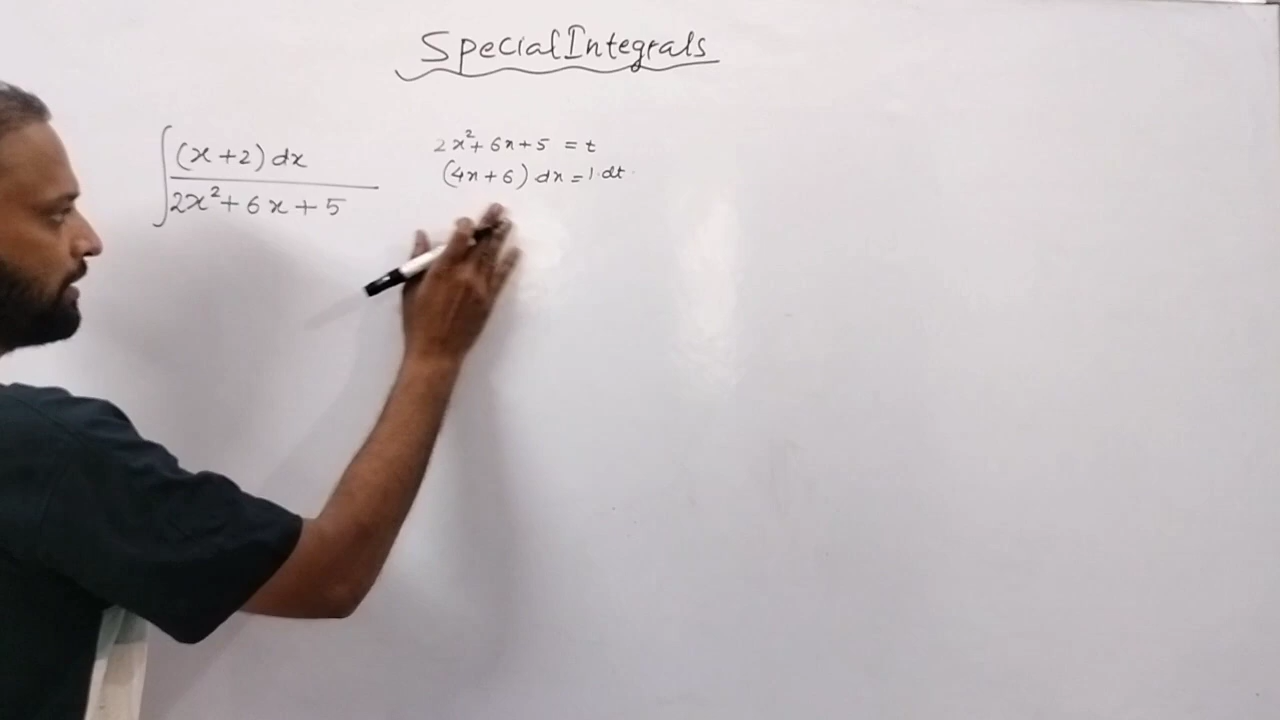 Special Integrals
∫ (x+2) dx
2x²+6x+5
2x²+6x+5 = t
(4x+6) dx = 1·dt